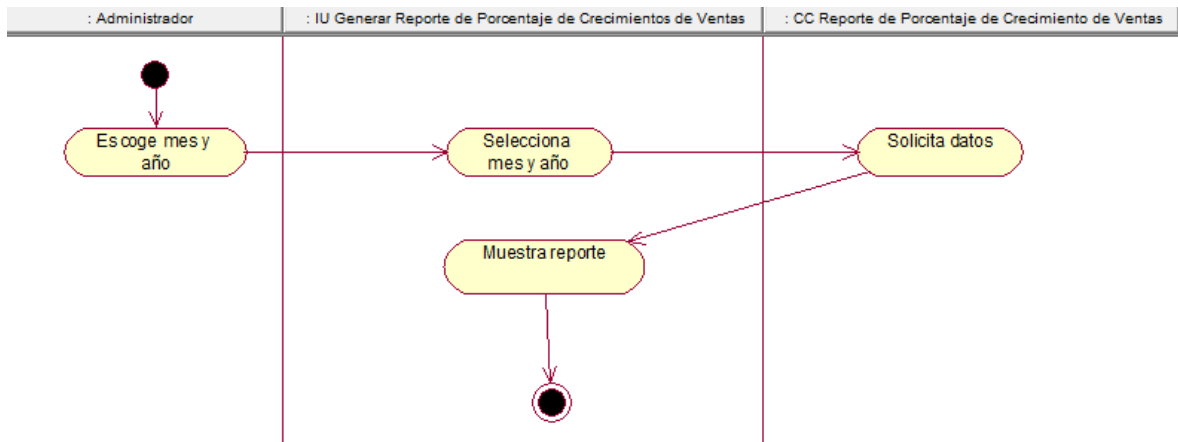 : Administrador
: IU Generar Reporte de Porcentaje de Crecimientos de Ventas
: CC Reporte de Porcentaje de Crecimiento de Ventas
Escoge mes y
año
Selecciona
mes y año
Solicita datos
Muestra reporte